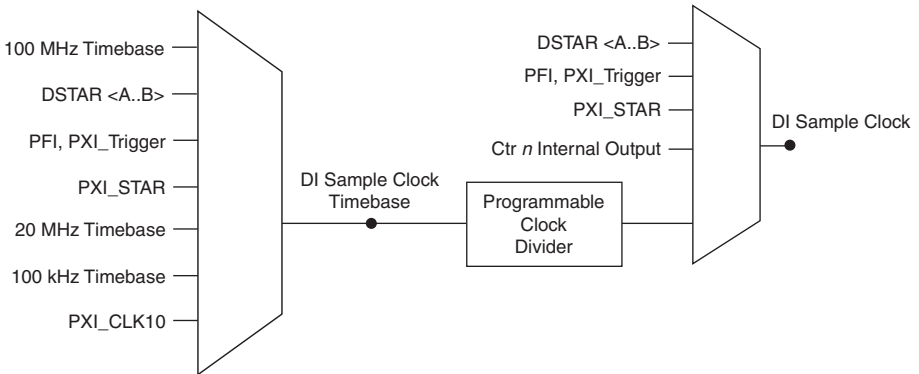 100 MHz Timebase
DSTAR <A..B>
PFI, PXI_Trigger
PXI_STAR
20 MHz Timebase
100 kHz Timebase
PXI_CLK10
DI Sample Clock
Timebase
Programmable
Clock
Divider
DSTAR <A..B>
PFI, PXI_Trigger
PXI_STAR
Ctr n Internal Output
DI Sample Clock